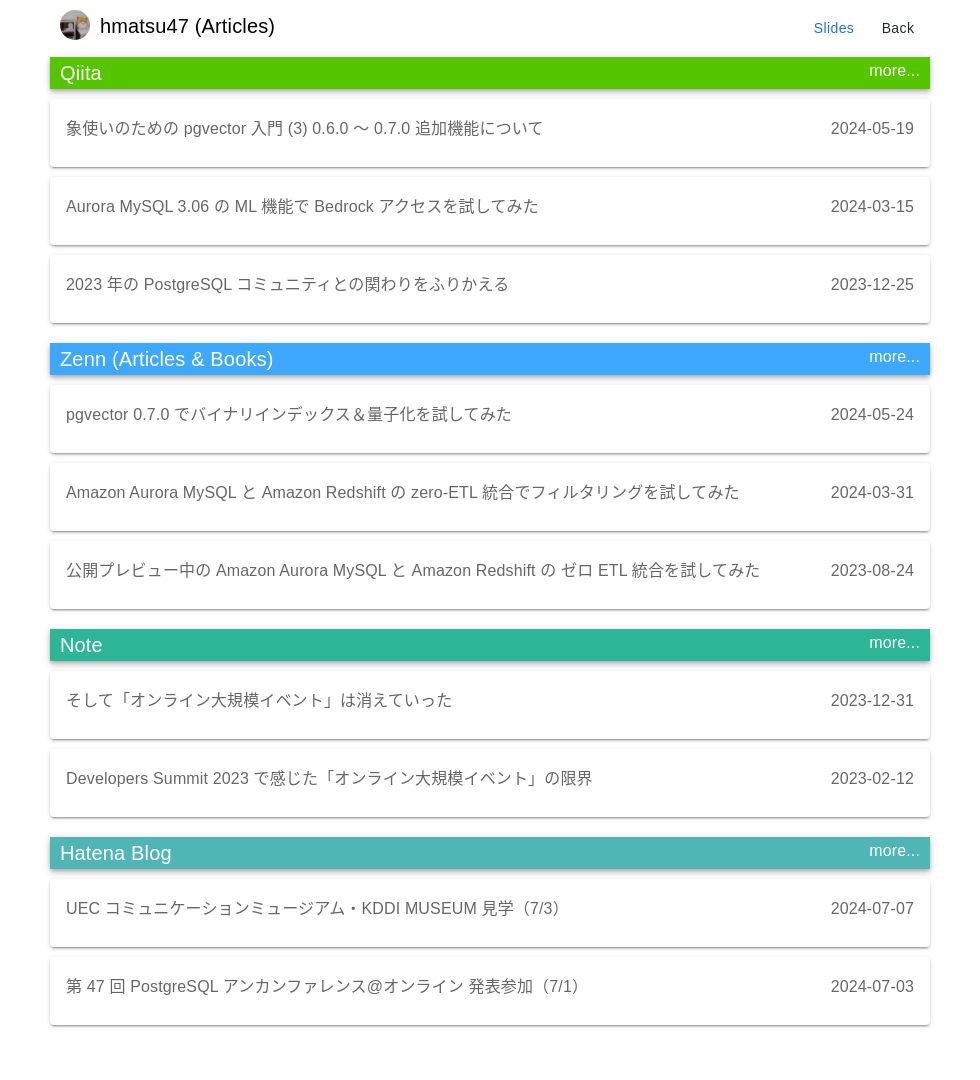 hmatsu47 (Articles)
Slides
Back
Qiita
more...
象使いのための pgvector 入門 (3) 0.6.0 〜 0.7.0 追加機能について
2024-05-19
Aurora MySQL 3.06 の ML 機能で Bedrock アクセスを試してみた
2024-03-15
2023 年の PostgreSQL コミュニティとの関わりをふりかえる
2023-12-25
Zenn (Articles & Books)
more...
pgvector 0.7.0 でバイナリインデックス＆量子化を試してみた
2024-05-24
Amazon Aurora MySQL と Amazon Redshift の zero-ETL 統合でフィルタリングを試してみた
2024-03-31
公開プレビュー中の Amazon Aurora MySQL と Amazon Redshift の ゼロ ETL 統合を試してみた
2023-08-24
Note
more...
そして「オンライン大規模イベント」は消えていった
2023-12-31
Developers Summit 2023 で感じた「オンライン大規模イベント」の限界
2023-02-12
Hatena Blog
more...
UEC コミュニケーションミュージアム・KDDI MUSEUM 見学（7/3）
2024-07-07
第 47 回 PostgreSQL アンカンファレンス@オンライン 発表参加（7/1）
2024-07-03